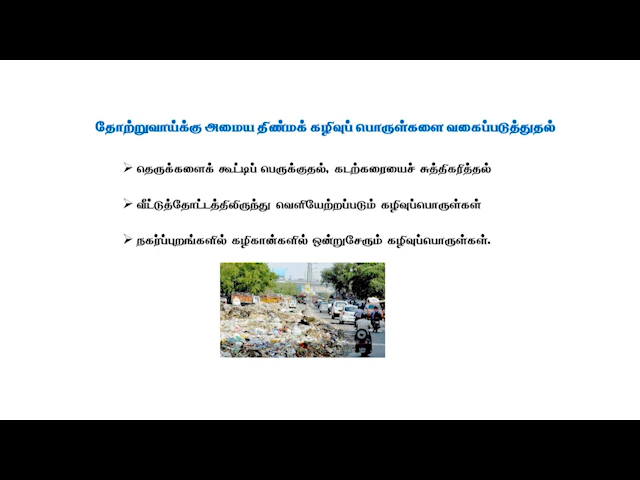 தோற்றுவாய்க்கு அமைய திண்மக் கழிவுப் பொருள்களை வகைப்படுத்துதல்
➢ தெருக்களைக் கூட்டிப் பெருக்குதல், கடற்கரையைச் சுத்திகரித்தல்
➢ வீட்டுத்தோட்டத்திலிருந்து வெளியேற்றப்படும் கழிவுப்பொருள்கள்
➢ நகர்ப்புறங்களில் கழிகான்களில் ஒன்றுசேரும் கழிவுப்பொருள்கள்.